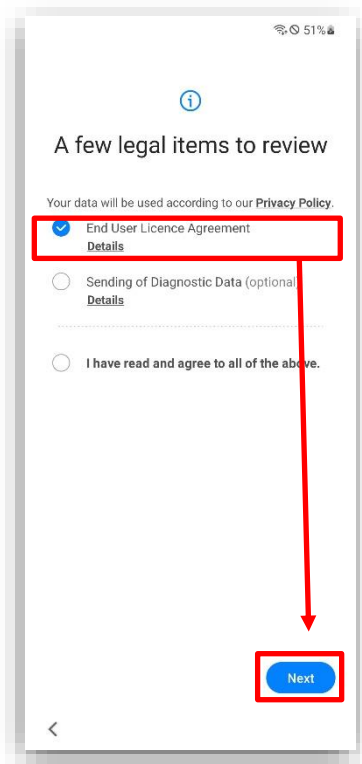 51%
A few legal items to review
Your data will be used according to our Privacy Policy.
End User Licence Agreement
Details
Sending of Diagnostic Data (optional)
Details
I have read and agree to all of the above.
Next